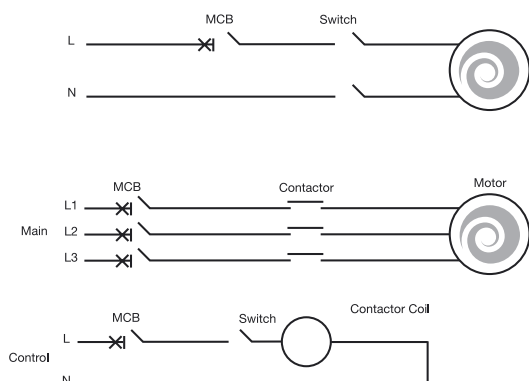 MCB Switch
L
N
MCB Contactor Motor
L1
Main L2
L3
MCB Switch Contactor Coil
L
Control
N